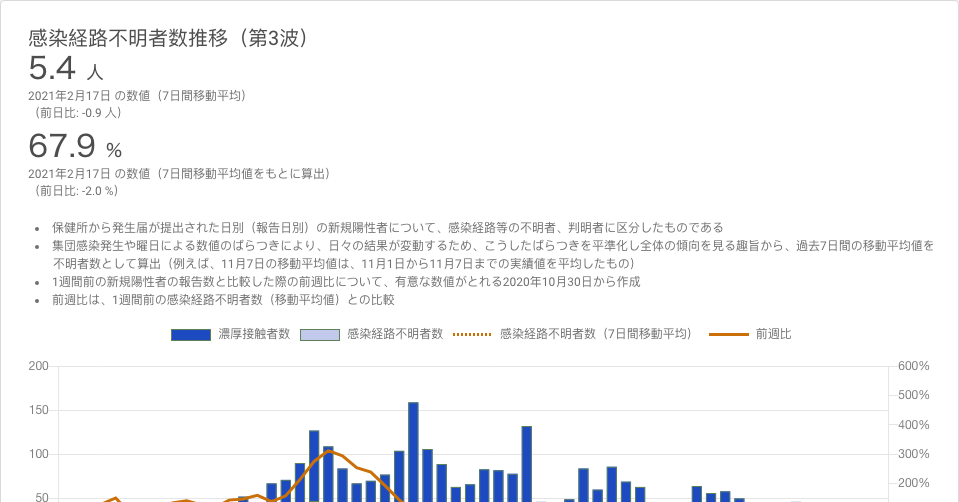 感染経路不明者数推移（第3波）
5.4 人
2021年2月17日 の数値（7日間移動平均）
（前日比: -0.9 人）
67.9 %
2021年2月17日 の数値（7日間移動平均値をもとに算出）
（前日比: -2.0 %）
• 保健所から発生届が提出された日別（報告日別）の新規陽性者について、感染経路等の不明者、判明者に区分したものである
• 集団感染発生や曜日による数値のばらつきにより、日々の結果が変動するため、こうしたばらつきを平準化し全体の傾向を見る趣旨から、過去7日間の移動平均値を
不明者数として算出（例えば、11月7日の移動平均値は、11月1日から11月7日までの実績値を平均したもの）
• 1週間前の新規陽性者の報告数と比較した際の前週比について、有意な数値がとれる2020年10月30日から作成
• 前週比は、1週間前の感染経路不明者数（移動平均値）との比較
濃厚接触者数 感染経路不明者数 感染経路不明者数（7日間移動平均） 前週比
200 600%
500%
150
400%
100 300%
200%
50